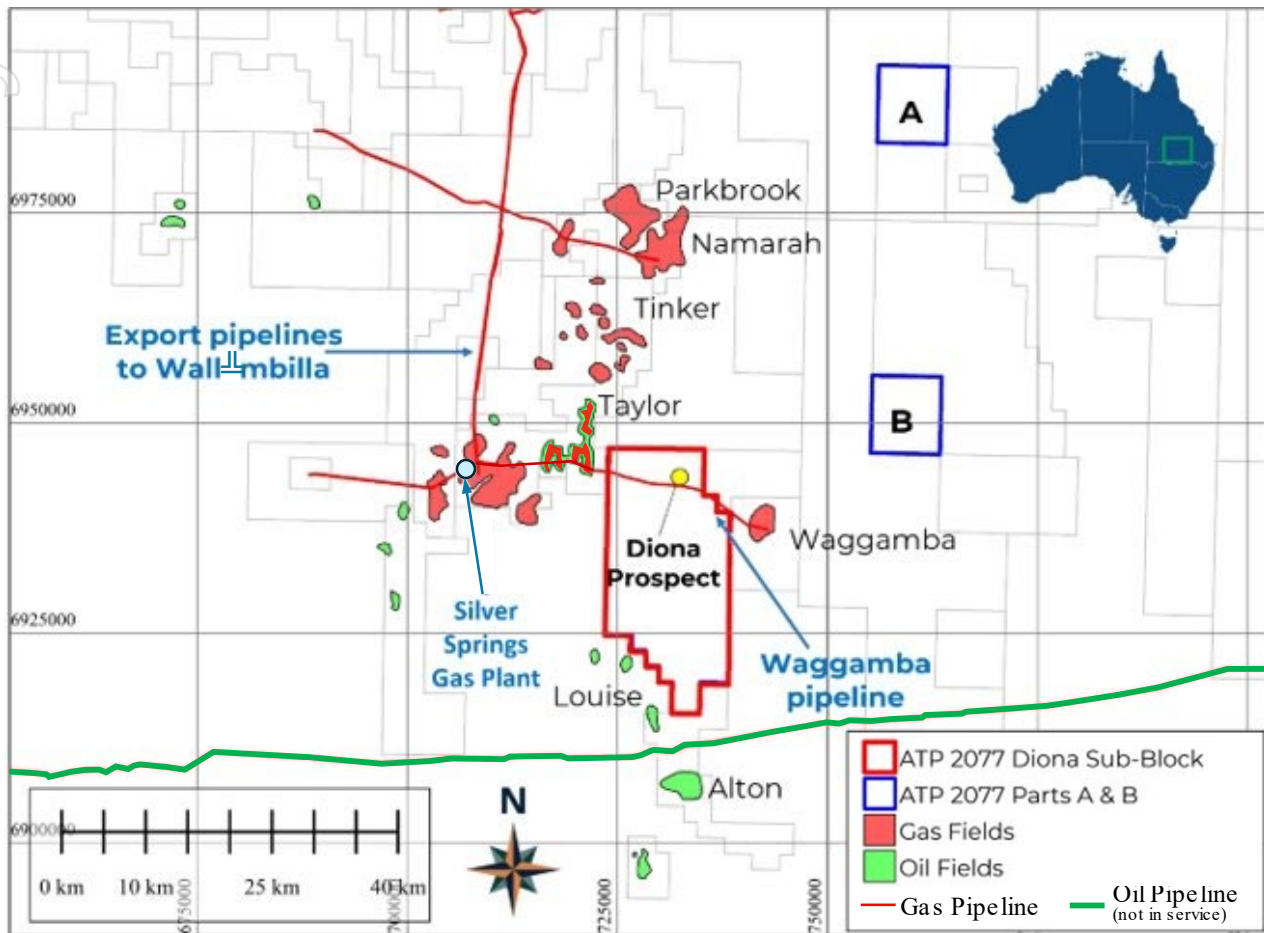 A
6975000
Parkbrook
Namarah
Tinker
Export pipelines
to Wallumbilla
6950000
Taylor
B
Diona
Prospect
Waggamba
Silver
Springs
Gas Plant
6925000
Waggamba
pipeline
Louise
Alton
N
6900000
0 km 10 km 25 km 40 km
675000
700000
725000
750000
ATP 2077 Diona Sub-Block
ATP 2077 Parts A & B
Gas Fields
Oil Fields
Gas Pipeline
Oil Pipeline
(not in service)